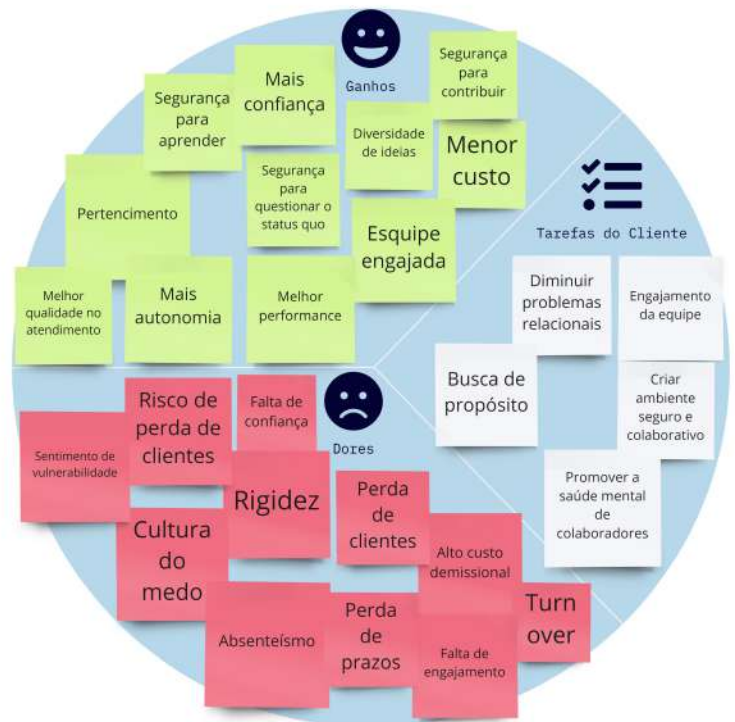 Ganhos
Segurança
para
contribuir
Mais
confiança
Segurança
para
aprender
Diversidade
de ideias
Menor
custo
Segurança
para
questionar o
status quo
Pertencimento
Esquipe
engajada
Melhor
qualidade no
atendimento
Mais
autonomia
Melhor
performance
Tarefas do Cliente
Diminuir
problemas
relacionais
Engajamento
da equipe
Busca de
propósito
Criar
ambiente
seguro e
colaborativo
Promover a
saúde mental
de
colaboradores
Dores
Falta de
confiança
Risco de
perda de
clientes
Sentimento de
vulnerabilidade
Rigidez
Perda
de
clientes
Cultura
do
medo
Alto custo
demissional
Turn
over
Absenteísmo
Perda
de
prazos
Falta de
engajamento